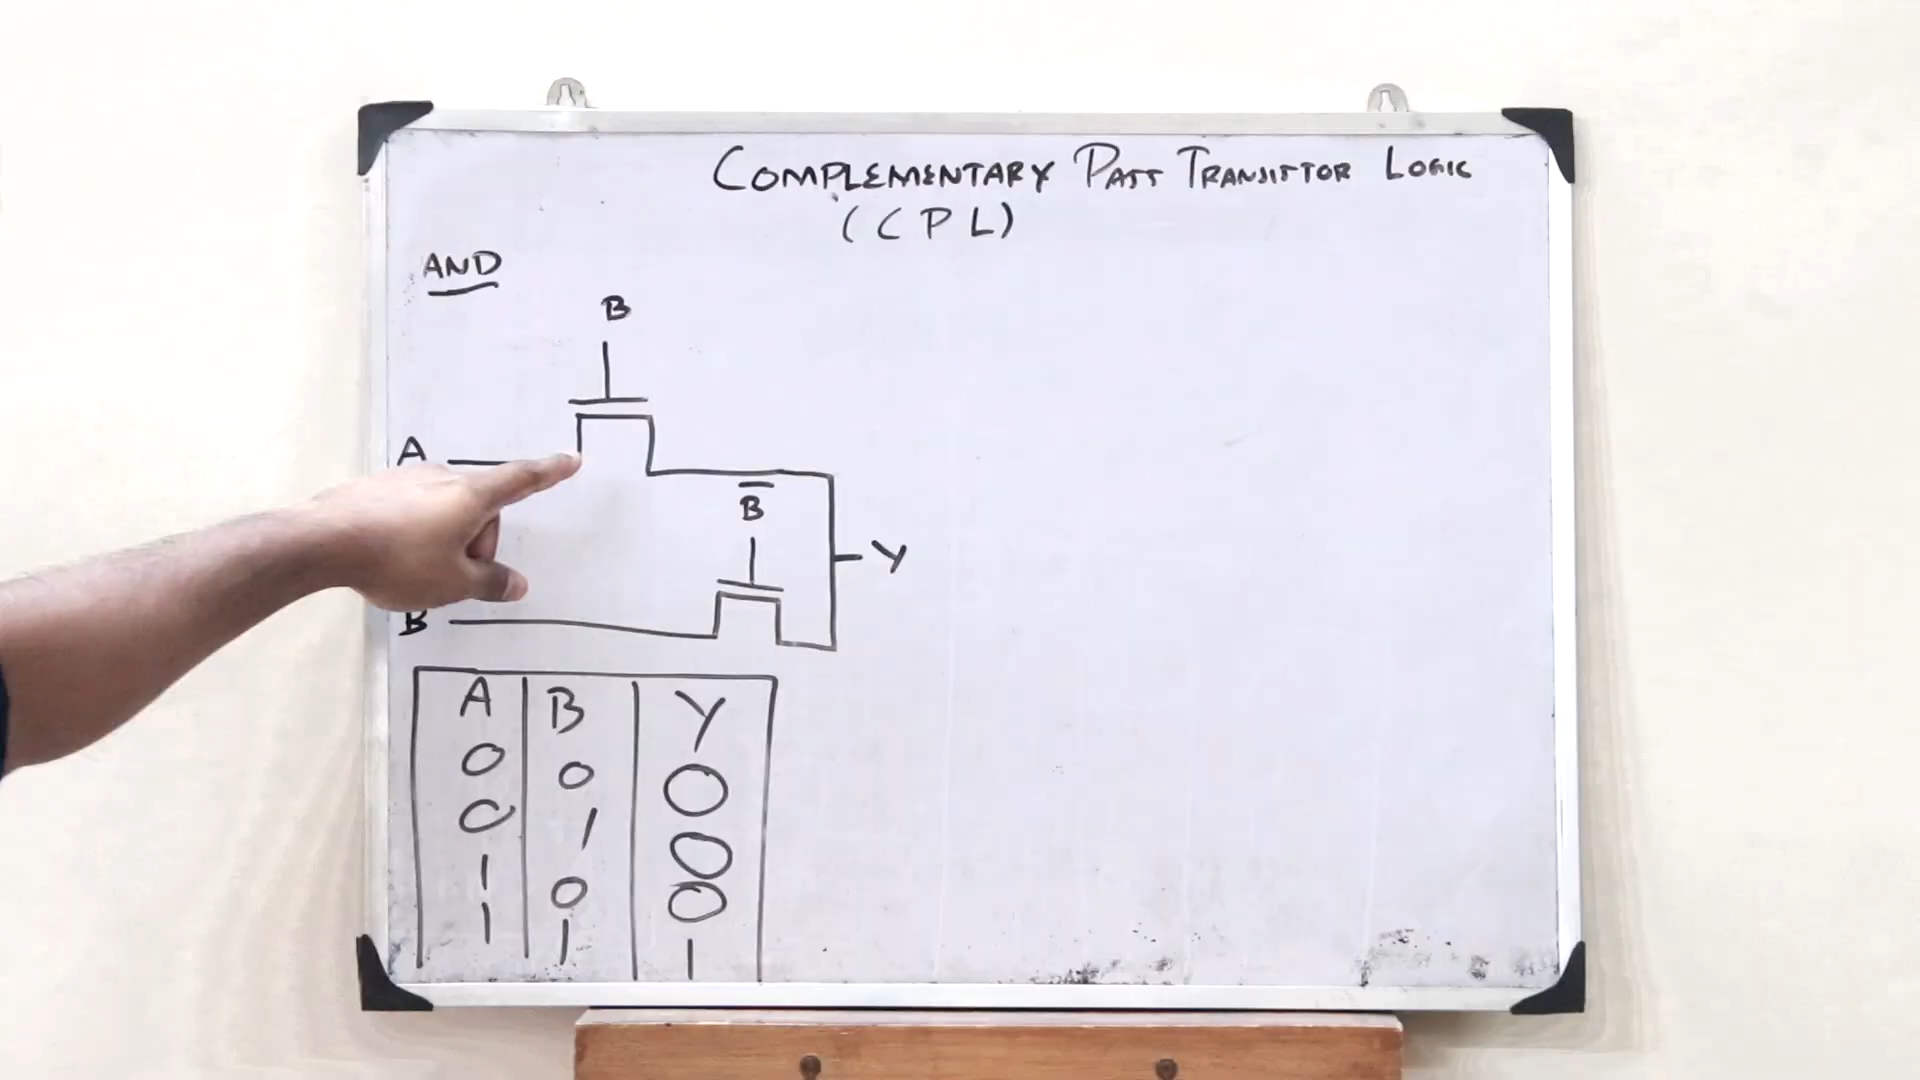 COMPLEMENTARY PASS TRANSISTOR LOGIC
(CPL)
AND
B
A
B̅
Y
B
A B Y
0 0 0
0 1 0
1 0 0
1 1 1